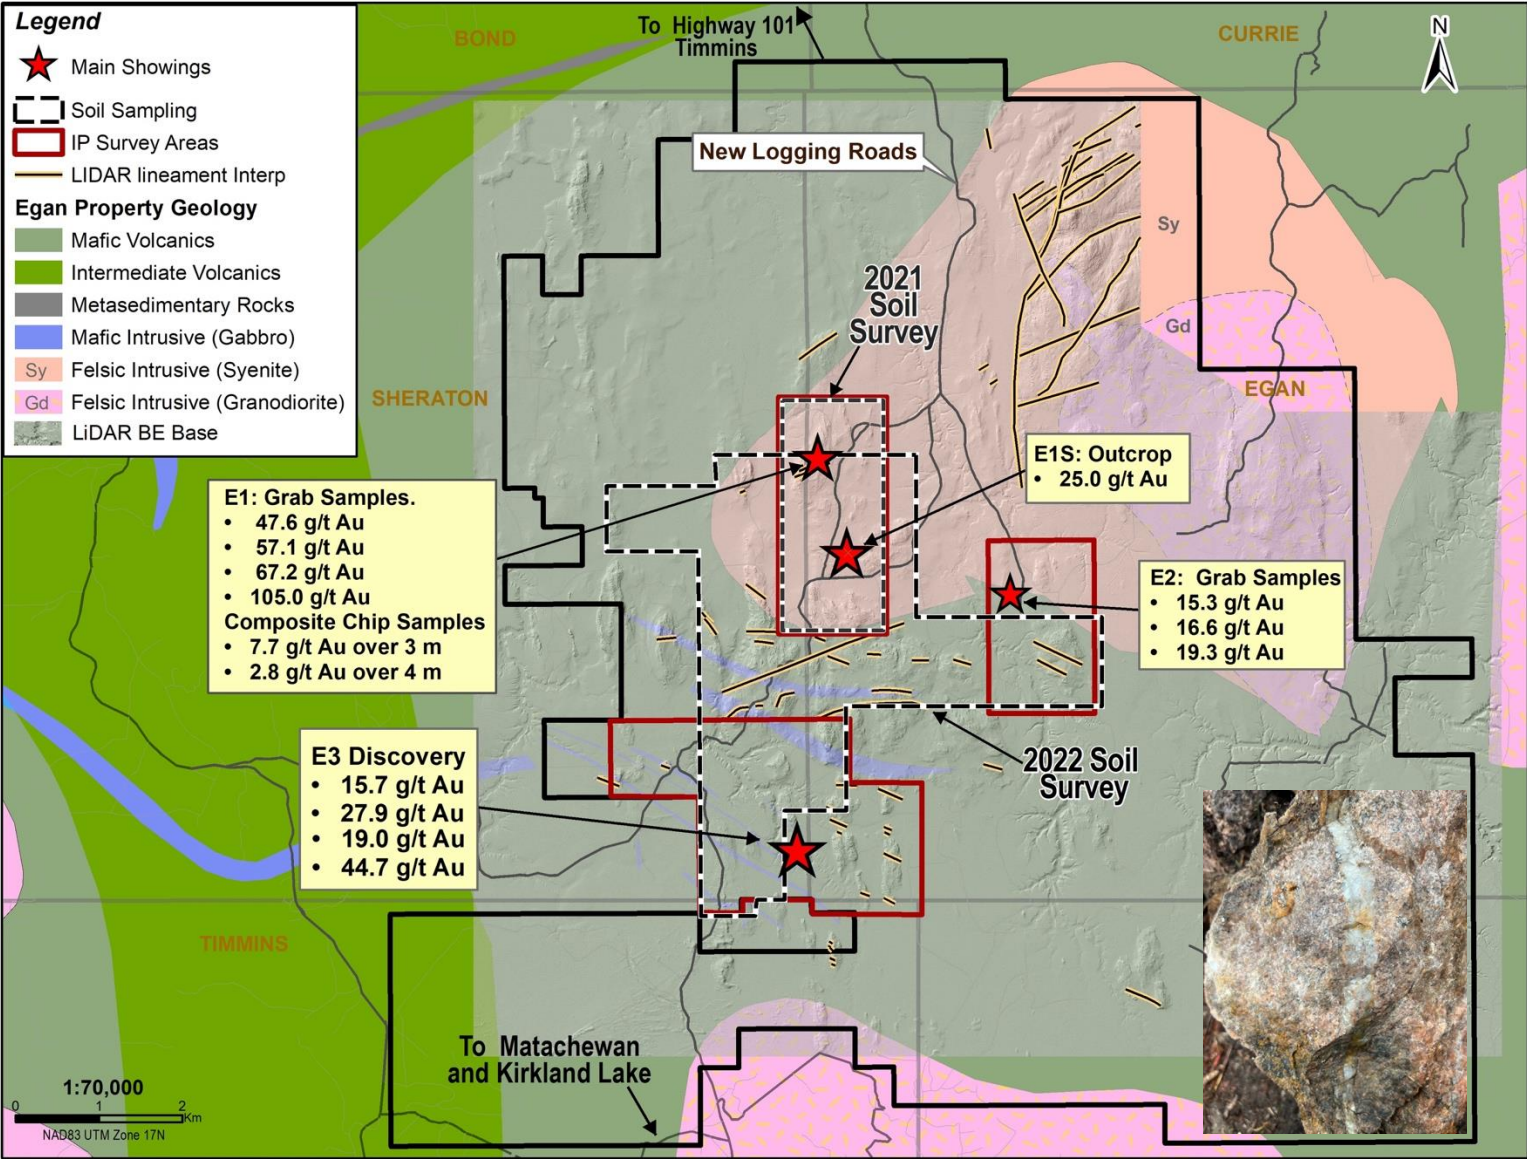 Legend
Main Showings
Soil Sampling
IP Survey Areas
LIDAR lineament Interp
Egan Property Geology
Mafic Volcanics
Intermediate Volcanics
Metasedimentary Rocks
Mafic Intrusive (Gabbro)
Sy Felsic Intrusive (Syenite)
Gd Felsic Intrusive (Granodiorite)
LiDAR BE Base
BOND
To Highway 101
Timmins
CURRIE
N
New Logging Roads
Sy
2021
Soil
Survey
Gd
SHERATON
EGAN
E1S: Outcrop
• 25.0 g/t Au
E1: Grab Samples.
• 47.6 g/t Au
• 57.1 g/t Au
• 67.2 g/t Au
• 105.0 g/t Au
Composite Chip Samples
• 7.7 g/t Au over 3 m
• 2.8 g/t Au over 4 m
E2: Grab Samples
• 15.3 g/t Au
• 16.6 g/t Au
• 19.3 g/t Au
E3 Discovery
• 15.7 g/t Au
• 27.9 g/t Au
• 19.0 g/t Au
• 44.7 g/t Au
2022 Soil
Survey
TIMMINS
To Matachewan
and Kirkland Lake
1:70,000
0 1 2
Km
NAD83 UTM Zone 17N